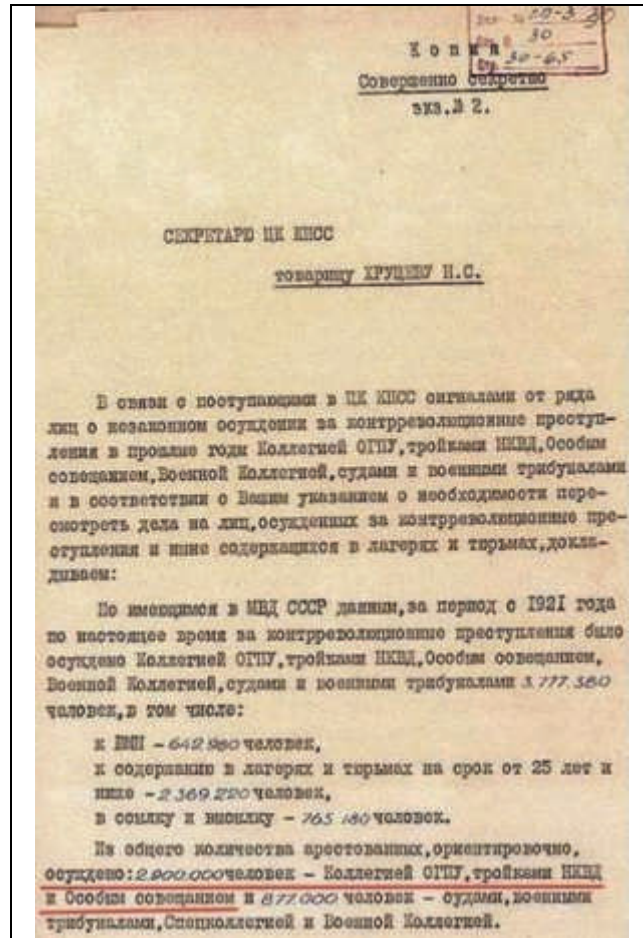 20-3
30
30-65
Копия
Совершенно секретно
экз.№ 2.
СЕКРЕТАРЮ ЦК КПСС
товарищу ХРУЩЕВУ Н.С.
В связи с поступающими в ЦК КПСС сигналами от ряда
лиц о незаконном осуждении за контрреволюционные преступ-
ления в прошлые годы Коллегией ОГПУ,тройками НКВД,Особым
совещанием,Военной Коллегией,судами и военными трибуналами
и в соответствии с Вашим указанием о необходимости пере-
смотреть дела на лиц,осужденных за контрреволюционные пре-
ступления и ныне содержащихся в лагерях и тюрьмах,докла-
дываем:
По имеющимся в МВД СССР данным,за период с 1921 года
по настоящее время за контрреволюционные преступления было
осуждено Коллегией ОГПУ,тройками НКВД,Особым совещанием,
Военной Коллегией,судами и военными трибуналами 3.777.380
человек,в том числе:
к ВМН - 642.980 человек,
к содержанию в лагерях и тюрьмах на срок от 25 лет и
ниже - 2.369.220 человек,
в ссылку и высылку - 765.180 человек.
Из общего количества арестованных,ориентировочно,
осуждено:2.900.000 человек - Коллегией ОГПУ,тройками НКВД
и Особым совещанием и 877.000 человек - судами,военными
трибуналами,Спецколлегией и Военной Коллегией.